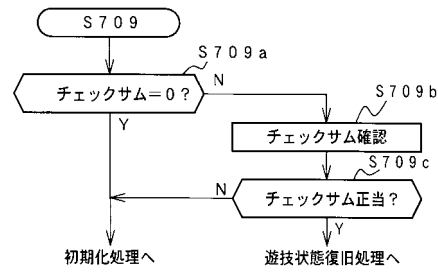 S709
S709a
チェックサム=0?
N
S709b
Y
チェックサム確認
S709c
N
チェックサム正当?
Y
初期化処理へ
遊技状態復旧処理へ